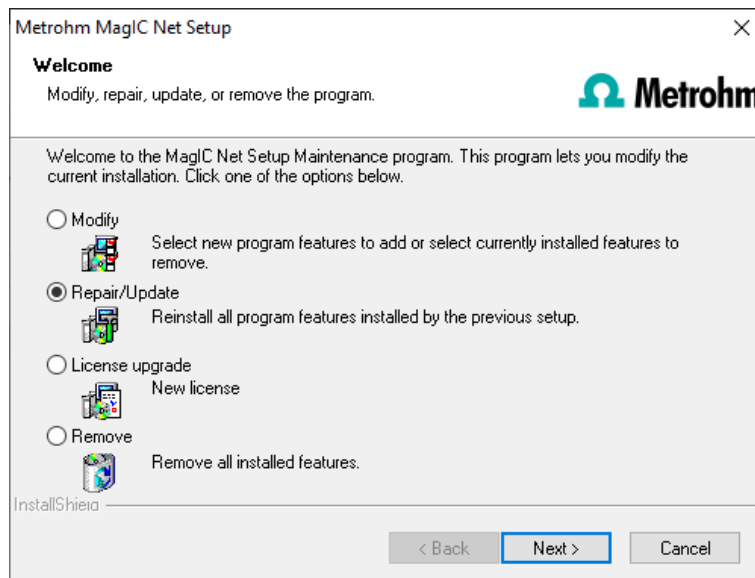 Metrohm MagIC Net Setup
Welcome
Modify, repair, update, or remove the program.
Metrohm
Welcome to the MagIC Net Setup Maintenance program. This program lets you modify the
current installation. Click one of the options below.
Modify
Select new program features to add or select currently installed features to
remove.
Repair/Update
Reinstall all program features installed by the previous setup.
License upgrade
New license
Remove
Remove all installed features.
InstallShield
< Back
Next >
Cancel